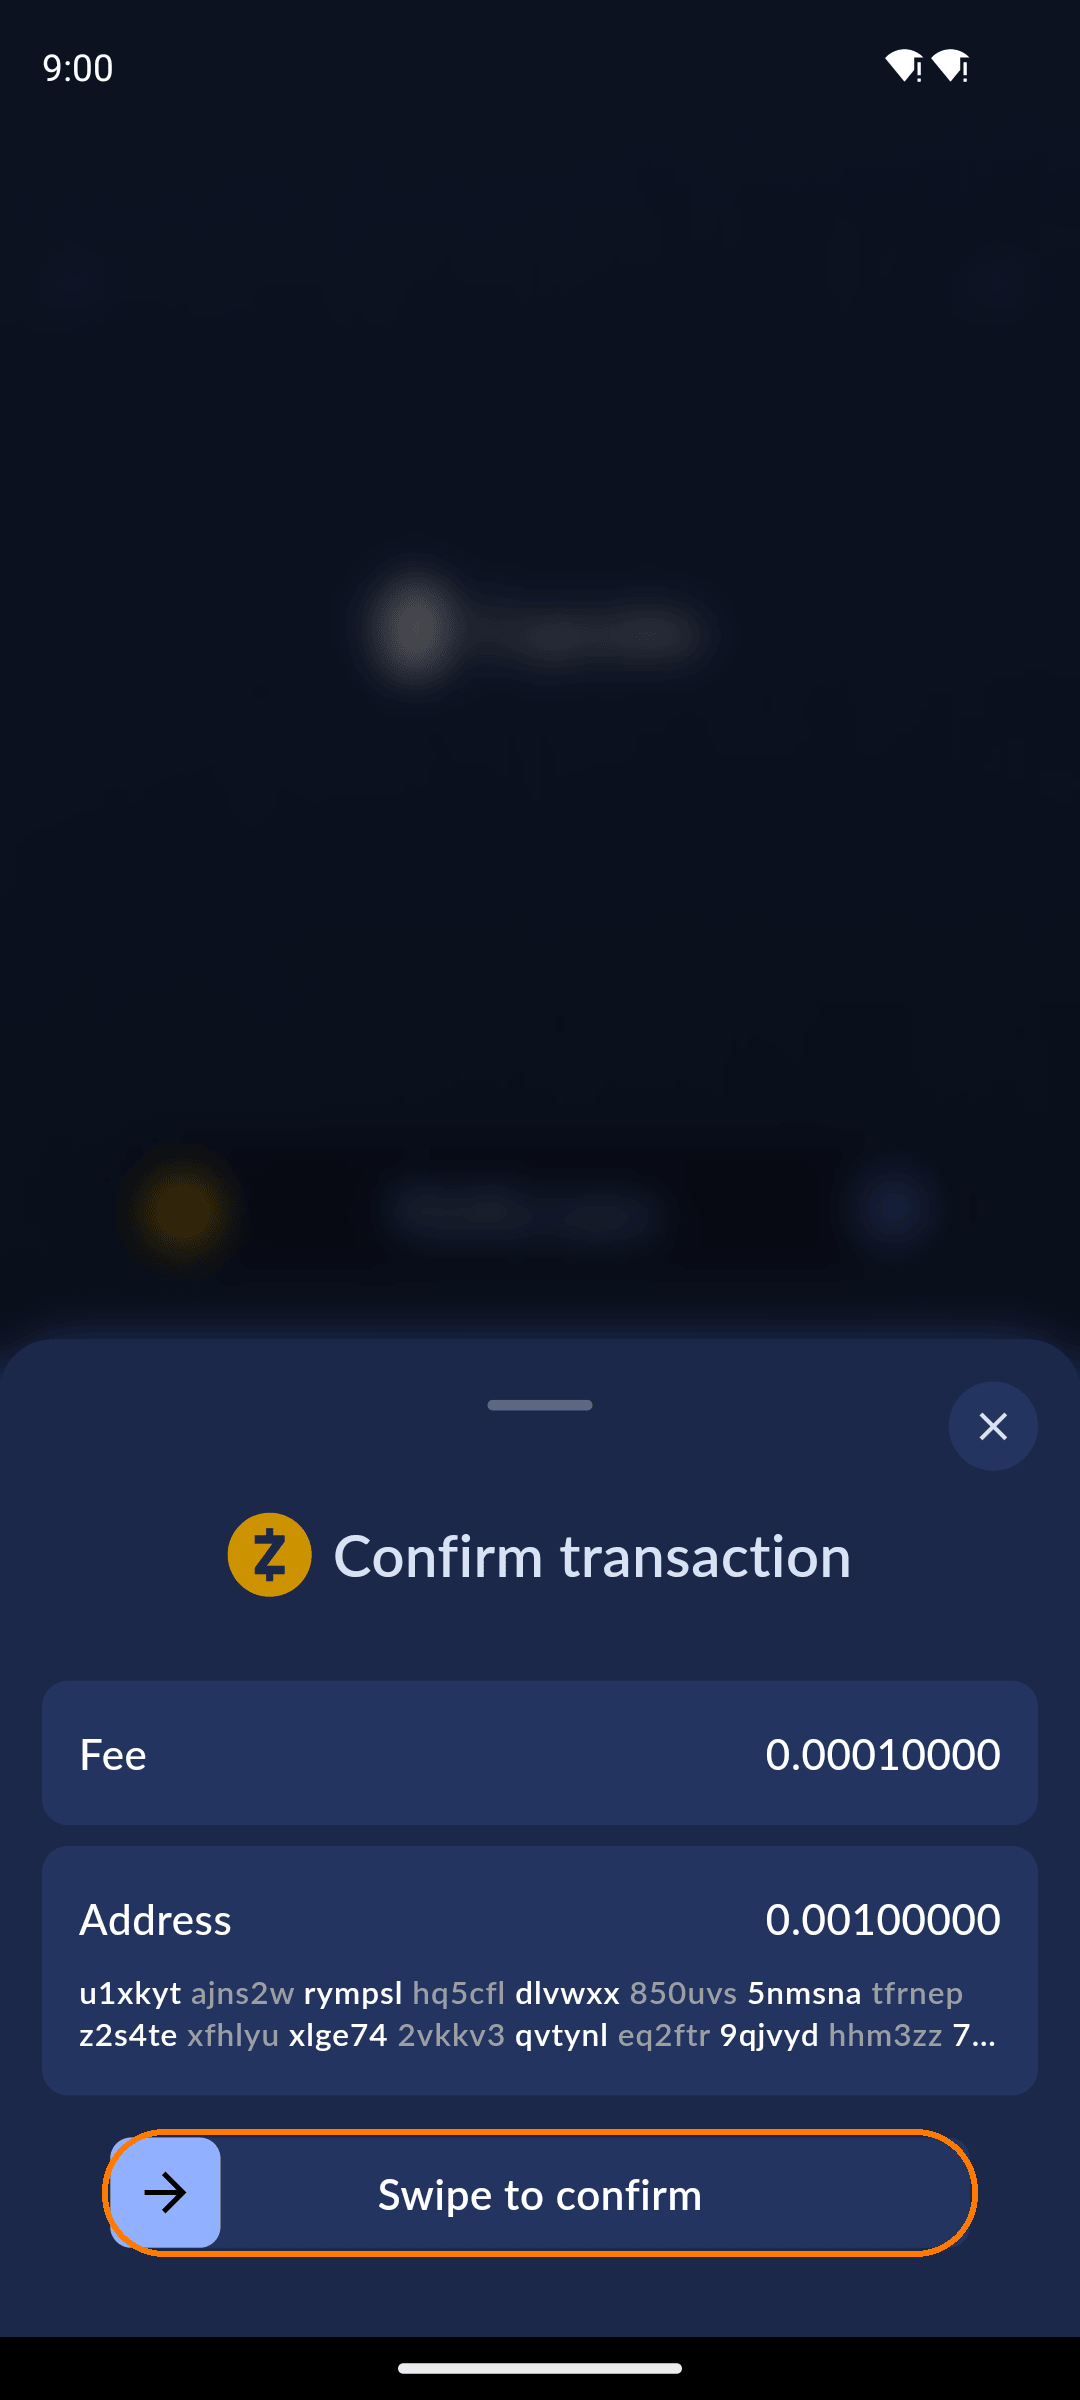 9:00
Confirm transaction
Fee 0.00010000
Address 0.00100000
u1xkyt ajns2w rympsl hq5cfl dlvwxx 850uvs 5nmsna tfrnep
z2s4te xfhlyu xlge74 2vkkv3 qvtynl eq2ftr 9qjvyd hhm3zz 7...
Swipe to confirm